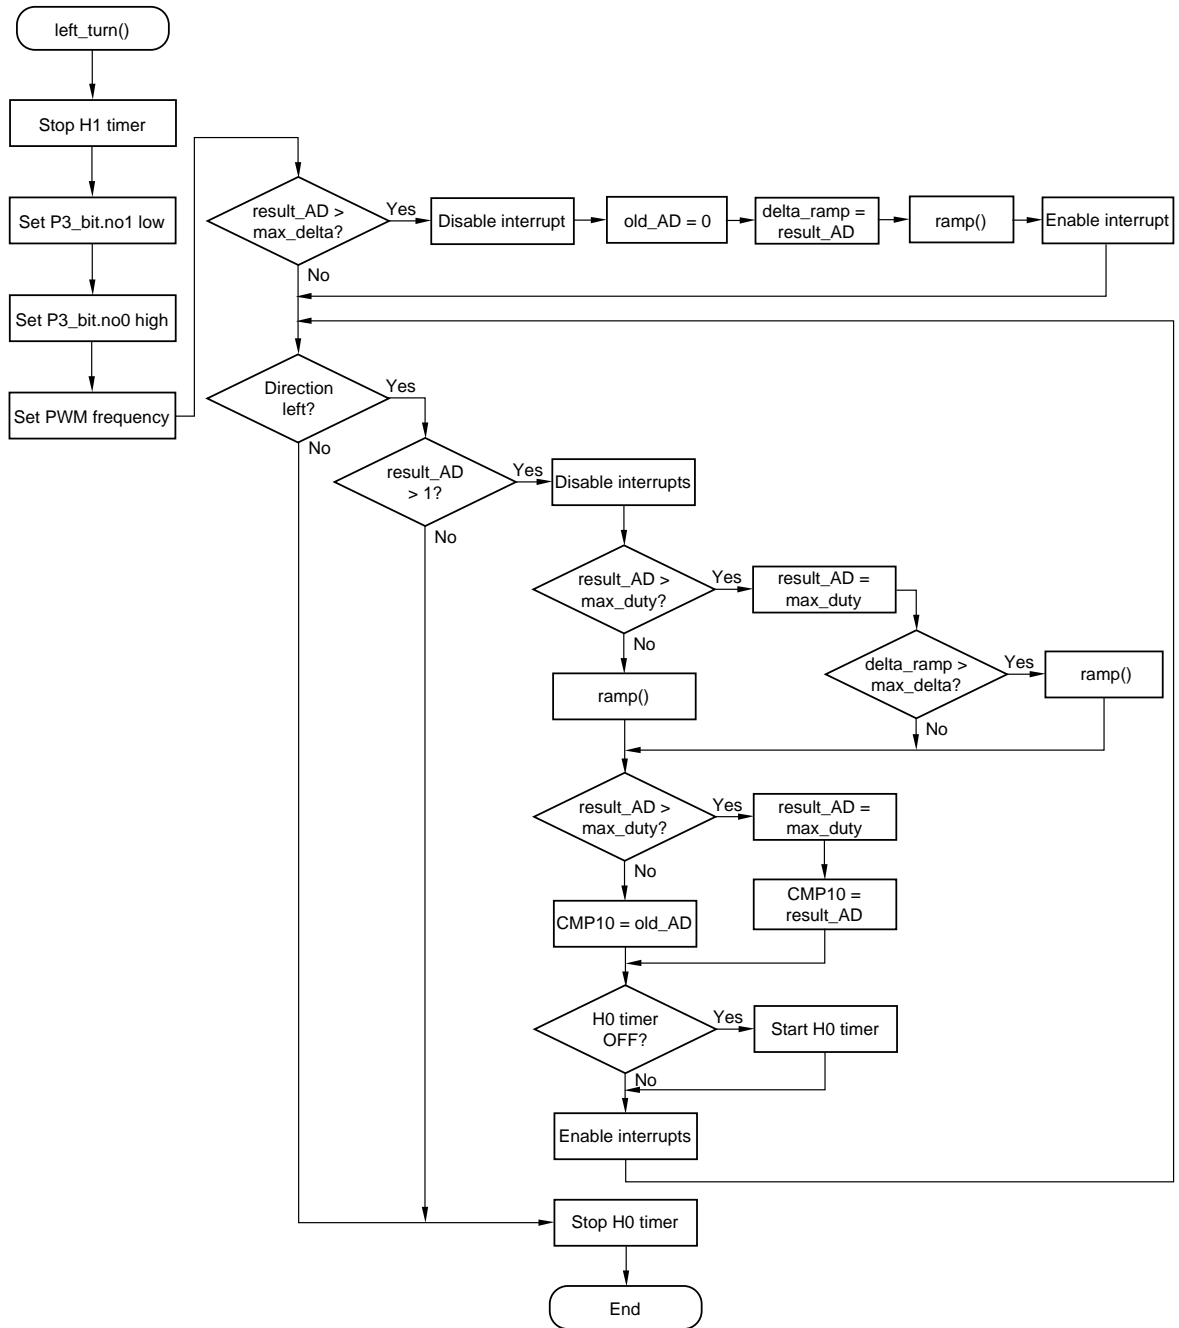 left_turn()
Stop H1 timer
Set P3_bit.no1 low
Set P3_bit.no0 high
Set PWM frequency
result_AD >
max_delta?
Yes
No
Disable interrupt
old_AD = 0
delta_ramp =
result_AD
ramp()
Enable interrupt
Direction
left?
Yes
No
result_AD
> 1?
Yes
No
Disable interrupts
result_AD >
max_duty?
Yes
No
result_AD =
max_duty
delta_ramp >
max_delta?
Yes
No
ramp()
ramp()
result_AD >
max_duty?
Yes
No
result_AD =
max_duty
CMP10 =
result_AD
CMP10 = old_AD
H0 timer
OFF?
Yes
No
Start H0 timer
Enable interrupts
Stop H0 timer
End